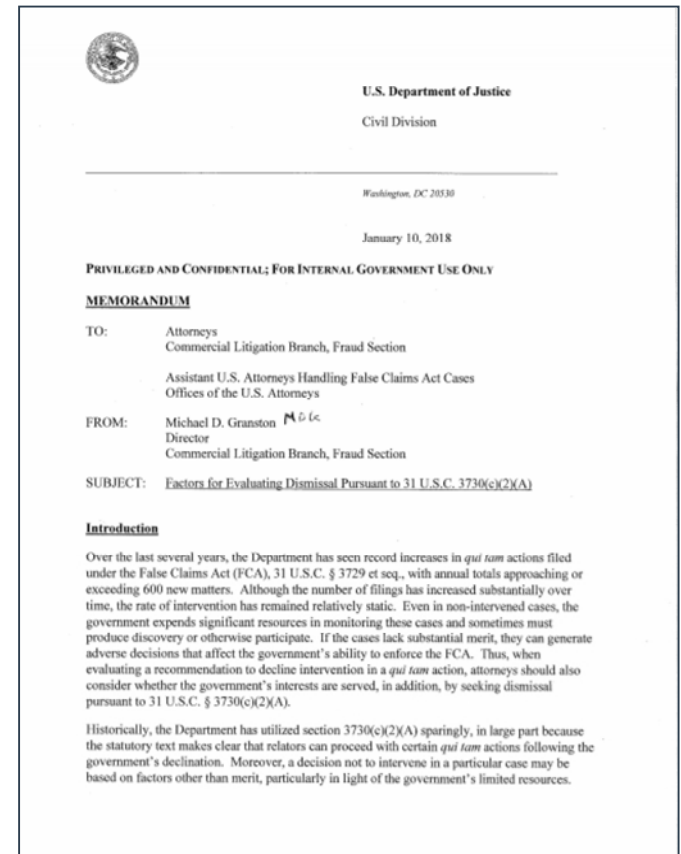 U.S. Department of Justice
Civil Division
Washington, DC 20530
January 10, 2018
PRIVILEGED AND CONFIDENTIAL; FOR INTERNAL GOVERNMENT USE ONLY
MEMORANDUM
TO: Attorneys
Commercial Litigation Branch, Fraud Section
Assistant U.S. Attorneys Handling False Claims Act Cases
Offices of the U.S. Attorneys
FROM: Michael D. Granston
Director
Commercial Litigation Branch, Fraud Section
SUBJECT: Factors for Evaluating Dismissal Pursuant to 31 U.S.C. 3730(c)(2)(A)
Introduction
Over the last several years, the Department has seen record increases in qui tam actions filed
under the False Claims Act (FCA), 31 U.S.C. § 3729 et seq., with annual totals approaching or
exceeding 600 new matters. Although the number of filings has increased substantially over
time, the rate of intervention has remained relatively static. Even in non-intervened cases, the
government expends significant resources in monitoring these cases and sometimes must
produce discovery or otherwise participate. If the cases lack substantial merit, they can generate
adverse decisions that affect the government's ability to enforce the FCA. Thus, when
evaluating a recommendation to decline intervention in a qui tam action, attorneys should also
consider whether the government's interests are served, in addition, by seeking dismissal
pursuant to 31 U.S.C. § 3730(c)(2)(A).
Historically, the Department has utilized section 3730(c)(2)(A) sparingly, in large part because
the statutory text makes clear that relators can proceed with certain qui tam actions following the
government's declination. Moreover, a decision not to intervene in a particular case may be
based on factors other than merit, particularly in light of the government's limited resources.